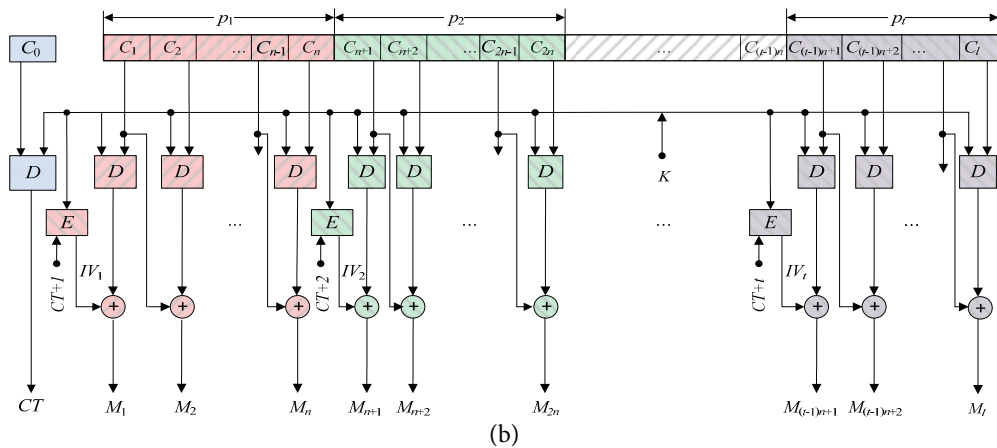 p₁ p₂ pₜ
C₀ C₁ C₂ ... Cₙ₋₁ Cₙ Cₙ₊₁ Cₙ₊₂ ... C₂ₙ₋₁ C₂ₙ ... C₍ₜ₋₁₎ₙ C₍ₜ₋₁₎ₙ₊₁ C₍ₜ₋₁₎ₙ₊₂ ... Cₗ
K
D D D D D D D D D D
E E E
... ... ... ...
CT+1 IV₁ CT+2 IV₂ CT+t IVₜ
+ + + + + + + + +
CT M₁ M₂ Mₙ Mₙ₊₁ Mₙ₊₂ M₂ₙ M₍ₜ₋₁₎ₙ₊₁ M₍ₜ₋₁₎ₙ₊₂ Mₗ
(b)